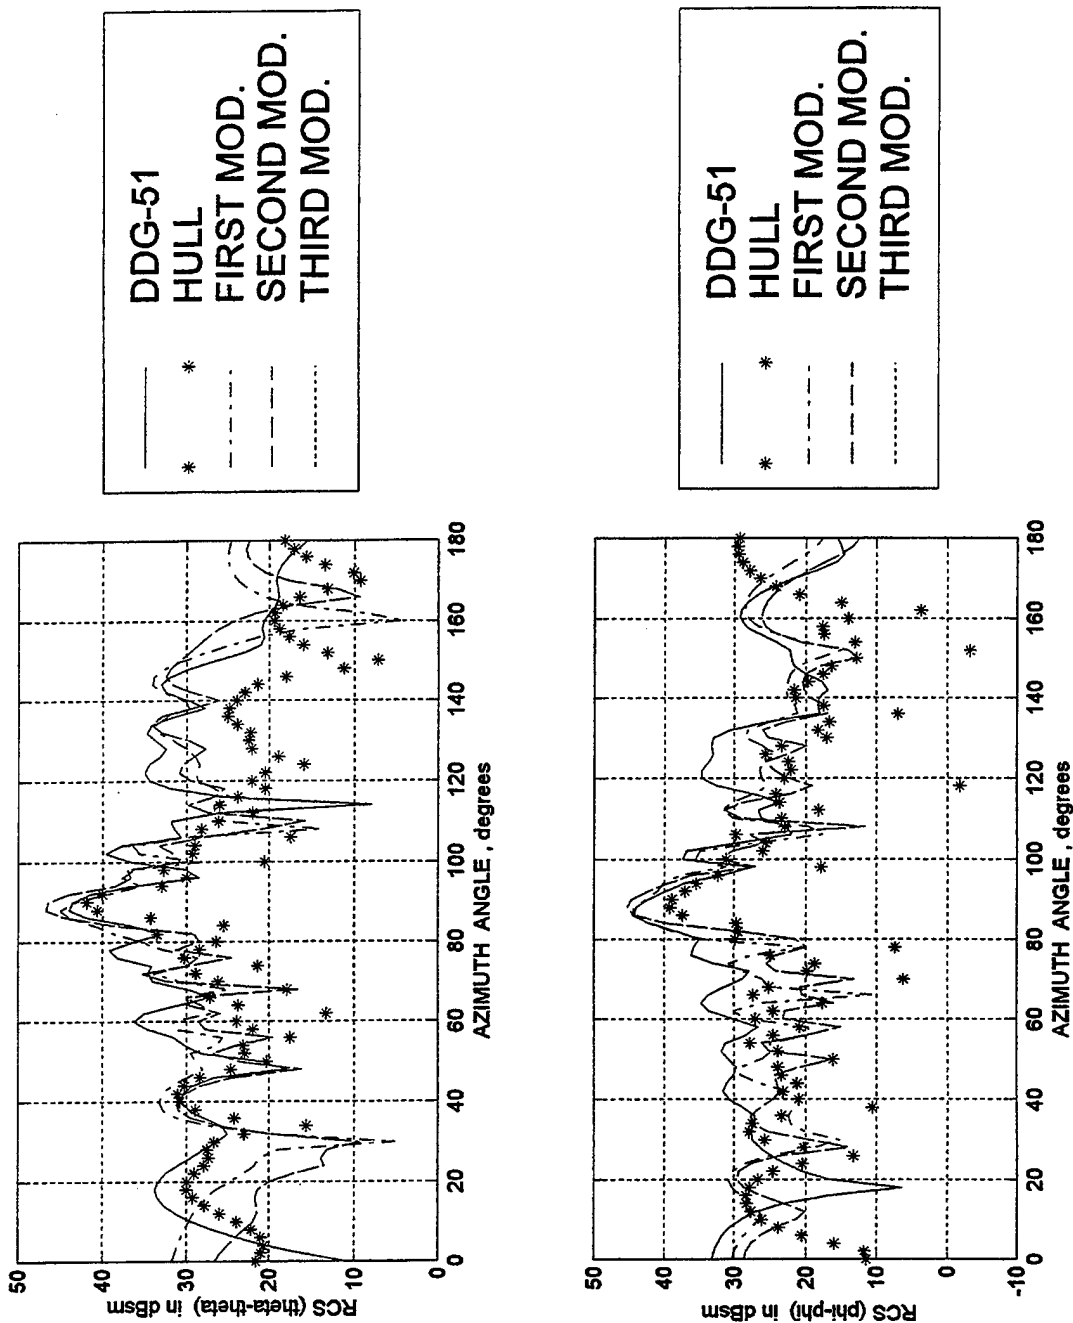 DDG-51
HULL
FIRST MOD.
SECOND MOD.
THIRD MOD.
50
40
30
20
10
0
RCS (theta-theta) in dBsm
0
20
40
60
80
100
120
140
160
180
AZIMUTH ANGLE , degrees
DDG-51
HULL
FIRST MOD.
SECOND MOD.
THIRD MOD.
50
40
30
20
10
0
-10
RCS (phi-phi) in dBsm
0
20
40
60
80
100
120
140
160
180
AZIMUTH ANGLE , degrees